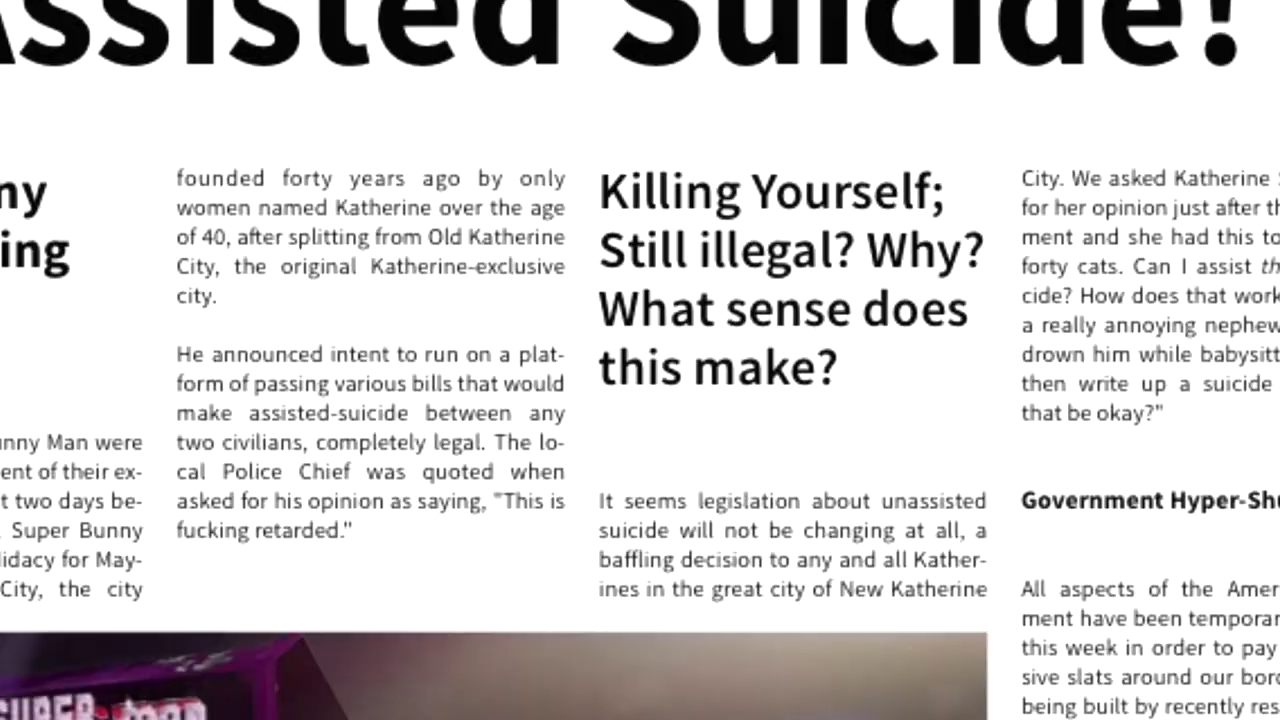 Assisted Suicide!
ny
ing
unny Man were
ent of their ex-
t two days be-
, Super Bunny
didacy for May-
City, the city
founded forty years ago by only
women named Katherine over the age
of 40, after splitting from Old Katherine
City, the original Katherine-exclusive
city.
He announced intent to run on a plat-
form of passing various bills that would
make assisted-suicide between any
two civilians, completely legal. The lo-
cal Police Chief was quoted when
asked for his opinion as saying, "This is
fucking retarded."
Killing Yourself;
Still illegal? Why?
What sense does
this make?
It seems legislation about unassisted
suicide will not be changing at all, a
baffling decision to any and all Kather-
ines in the great city of New Katherine
City. We asked Katherine
for her opinion just after th
ment and she had this to
forty cats. Can I assist th
cide? How does that work
a really annoying nephew
drown him while babysitt
then write up a suicide
that be okay?"
Government Hyper-Shu
All aspects of the Amer
ment have been temporar
this week in order to pay
sive slats around our bord
being built by recently res
SUPER man